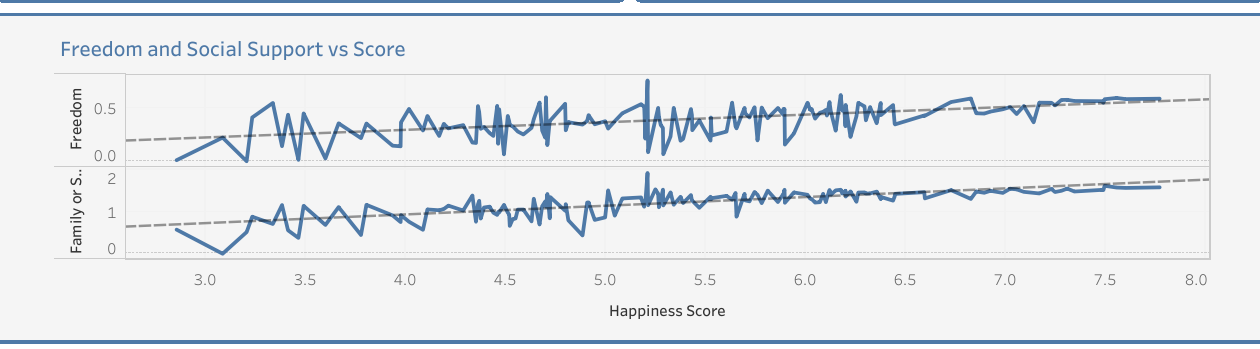 Freedom and Social Support vs Score
Freedom
0.5
0.0
Family or S..
2
1
0
3.0 3.5 4.0 4.5 5.0 5.5 6.0 6.5 7.0 7.5 8.0
Happiness Score